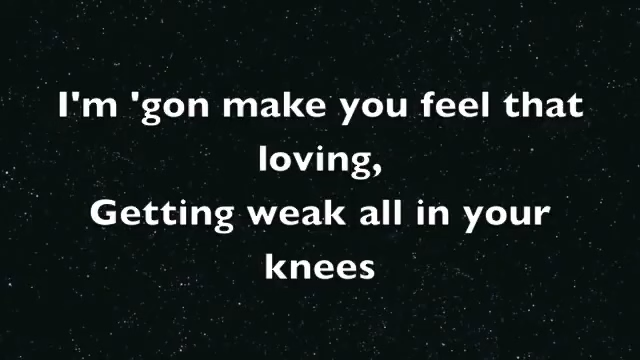 I'm 'gon make you feel that
loving,
Getting weak all in your
knees